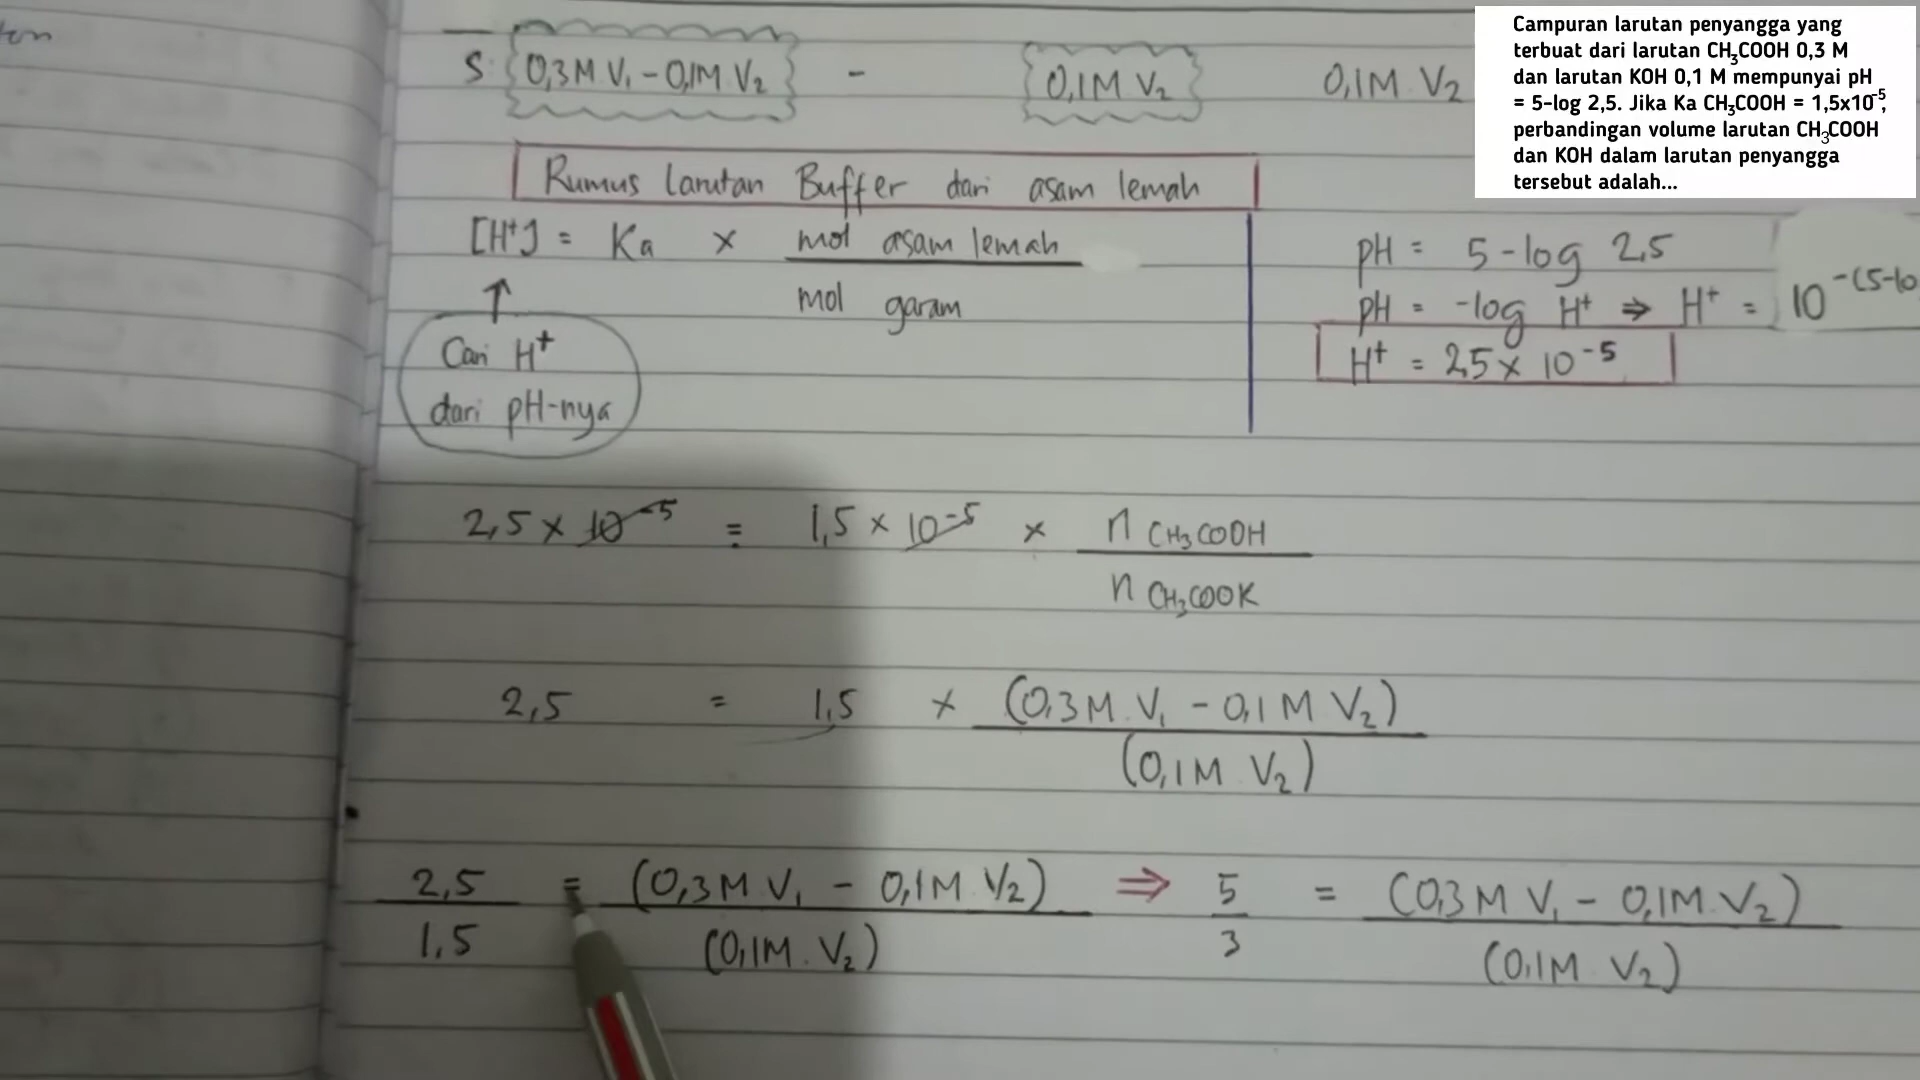 Campuran larutan penyangga yang
terbuat dari larutan CH₃COOH 0,3 M
dan larutan KOH 0,1 M mempunyai pH
= 5-log 2,5. Jika Ka CH₃COOH = 1,5x10⁻⁵,
perbandingan volume larutan CH₃COOH
dan KOH dalam larutan penyangga
tersebut adalah...
S: 0,3M V₁ - 0,1M V₂ - 0,1M V₂ 0,1M V₂
Rumus Larutan Buffer dari asam lemah
[H⁺] = Ka × mol asam lemah
mol garam
Cari H⁺
dari pH-nya
pH = 5-log 2,5
pH = -log H⁺ ⇒ H⁺ = 10⁻⁽⁵⁻ˡᵒ
H⁺ = 2,5 × 10⁻⁵
2,5 × 10⁻⁵ = 1,5 × 10⁻⁵ × n CH₃COOH
n CH₃COOK
2,5 = 1,5 × (0,3M. V₁ - 0,1M V₂)
(0,1M V₂)
2,5 = (0,3M V₁ - 0,1M. V₂) ⇒ 5 = (0,3M V₁ - 0,1M. V₂)
1,5 (0,1M. V₂) 3 (0,1M V₂)